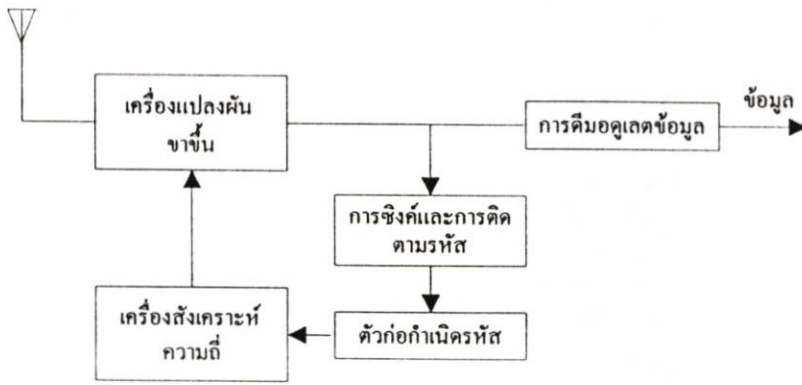 เครื่องแปลงผัน
ขาขึ้น
การดีมอดูเลตข้อมูล
ข้อมูล
การซิงค์และการติด
ตามรหัส
เครื่องสังเคราะห์
ความถี่
ตัวก่อกำเนิดรหัส